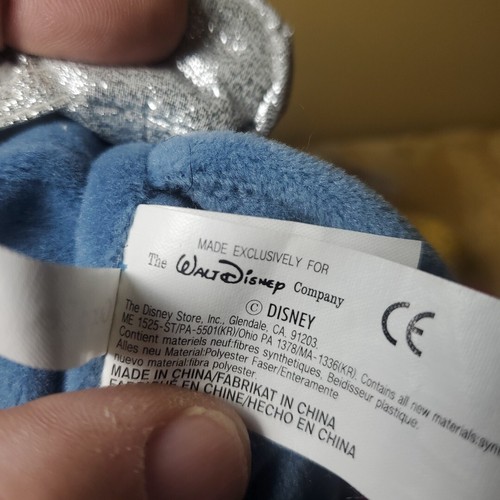 MADE EXCLUSIVELY FOR
The WALT DISNEY Company
© DISNEY
CE
The Disney Store, Inc., Glendale, CA. 91203.
ME 1525-ST/PA-5501(KR)/Ohio PA 1378/MA-1336(KR). Contains all new materials:syn
Contient materiels neuf:fibres synthetiques. Beidisseur plastique.
Alles neu Material:Polyester Faser/Enteramente
nuevo material:fibra polyester.
MADE IN CHINA/FABRIKAT IN CHINA
EN CHINE/HECHO EN CHINA